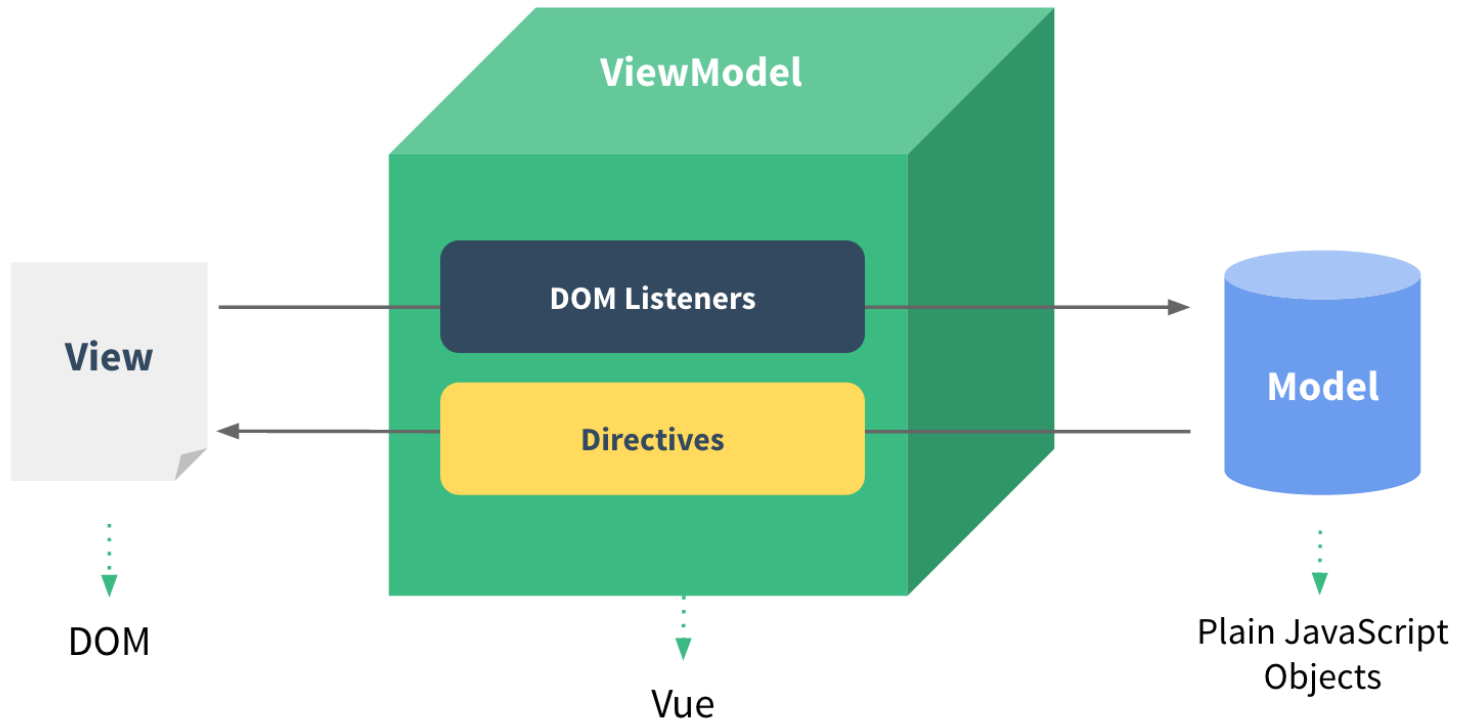 ViewModel
DOM Listeners
View
Model
Directives
DOM
Plain JavaScript
Objects
Vue